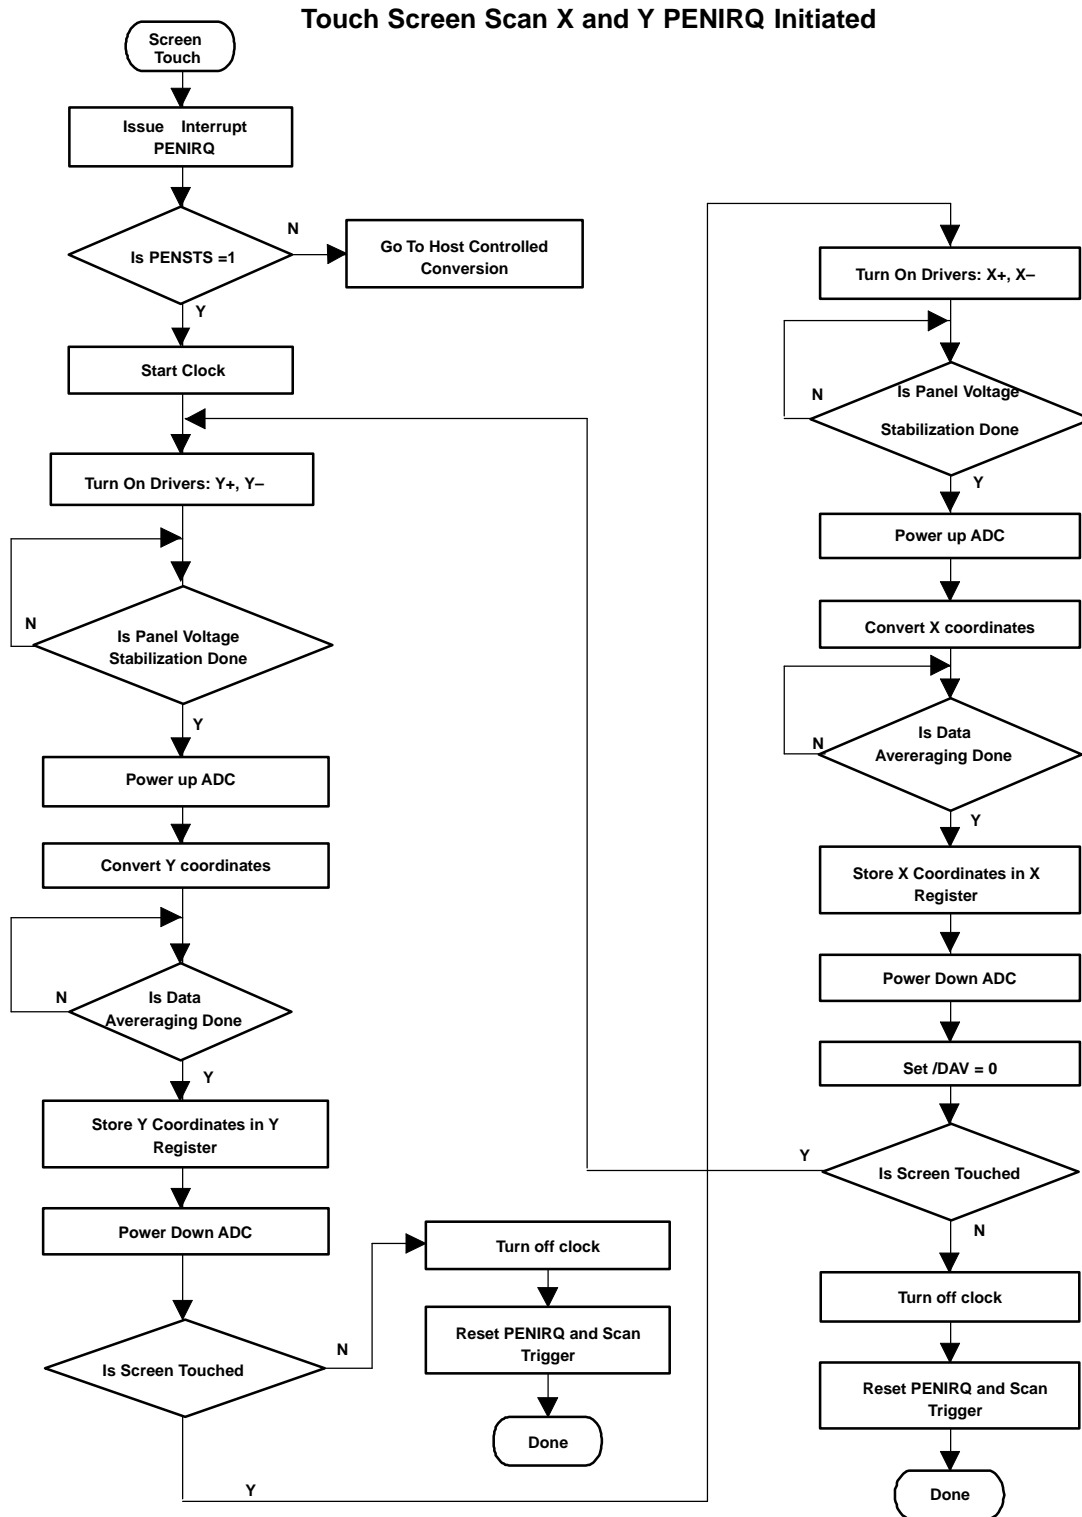 Touch Screen Scan X and Y PENIRQ Initiated
Screen
Touch
Issue Interrupt
PENIRQ
Is PENSTS =1
N
Go To Host Controlled
Conversion
Y
Start Clock
Turn On Drivers: Y+, Y–
N
Is Panel Voltage
Stabilization Done
Y
Power up ADC
Convert Y coordinates
N
Is Data
Avereraging Done
Y
Store Y Coordinates in Y
Register
Power Down ADC
Is Screen Touched
N
Y
Turn off clock
Reset PENIRQ and Scan
Trigger
Done
Turn On Drivers: X+, X–
N
Is Panel Voltage
Stabilization Done
Y
Power up ADC
Convert X coordinates
N
Is Data
Avereraging Done
Y
Store X Coordinates in X
Register
Power Down ADC
Set /DAV = 0
Y
Is Screen Touched
N
Turn off clock
Reset PENIRQ and Scan
Trigger
Done